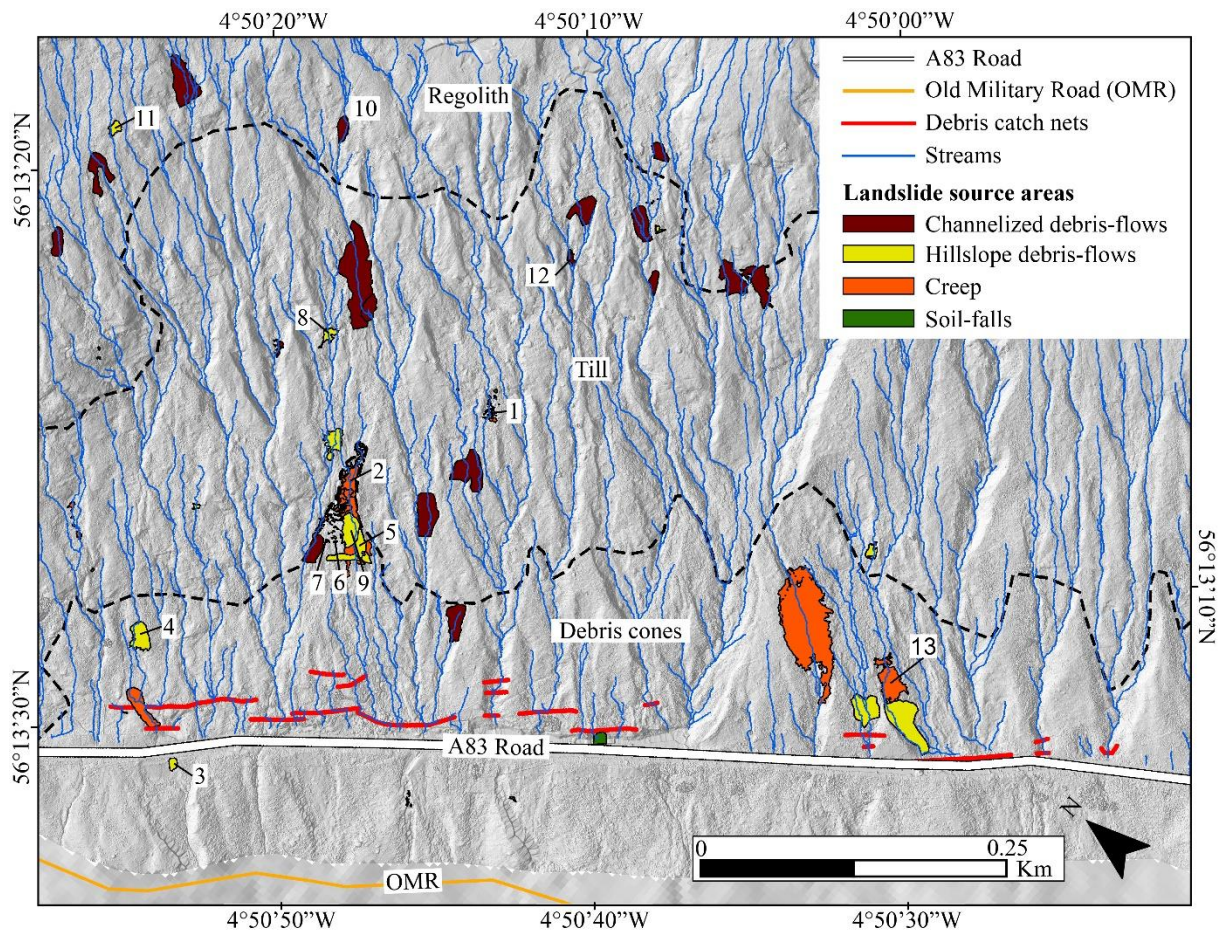 4°50’20”W
4°50’10”W
4°50’00”W
A83 Road
Old Military Road (OMR)
Debris catch nets
Streams
Landslide source areas
Channelized debris-flows
Hillslope debris-flows
Creep
Soil-falls
Regolith
10
11
56°13’20”N
12
8
Till
1
2
5
7
6
9
56°13’10”N
4
Debris cones
13
56°13’30”N
A83 Road
3
N
0
0.25
Km
OMR
4°50’50”W
4°50’40”W
4°50’30”W